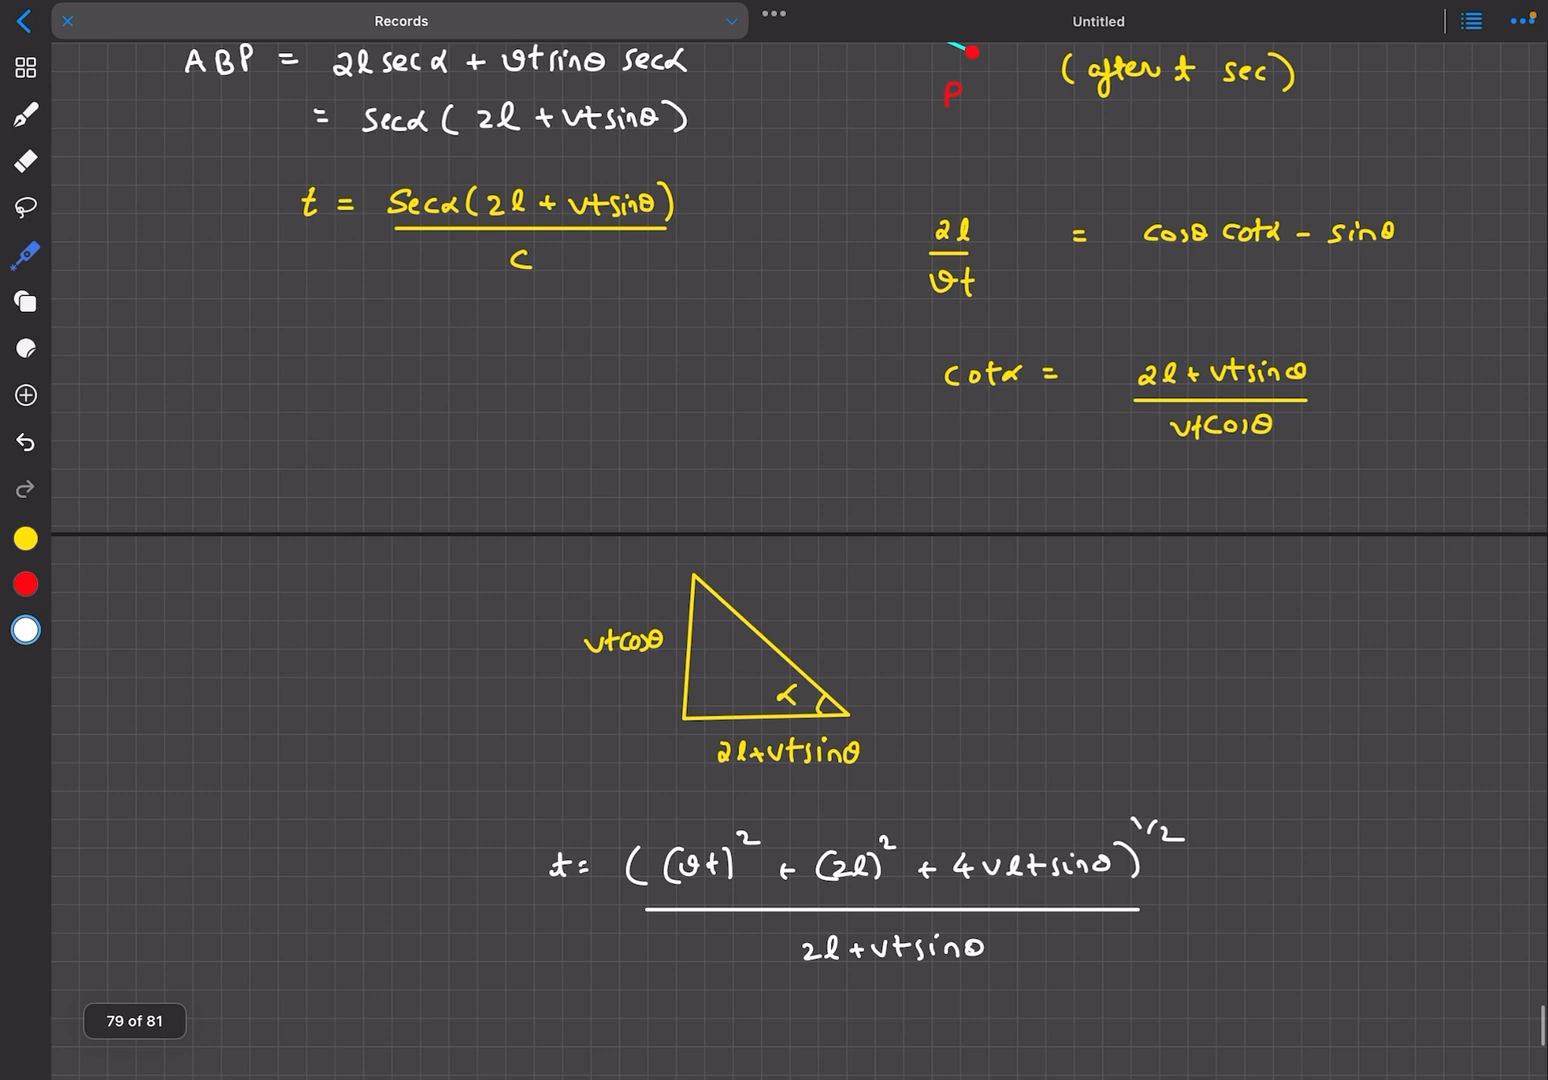 Records
Untitled
ABP = 2l secα + vt sinθ secα
= secα ( 2l + vt sinθ )
P
(after t sec)
t = Secα(2l + vt sinθ)
c
2l
vt
= cosθ cotα - sinθ
cotα = 2l + vt sinθ
vt cosθ
vt cosθ
α
2l+vt sinθ
t = ( (vt)² + (2l)² + 4vlt sinθ )^1/2
2l + vt sinθ
79 of 81